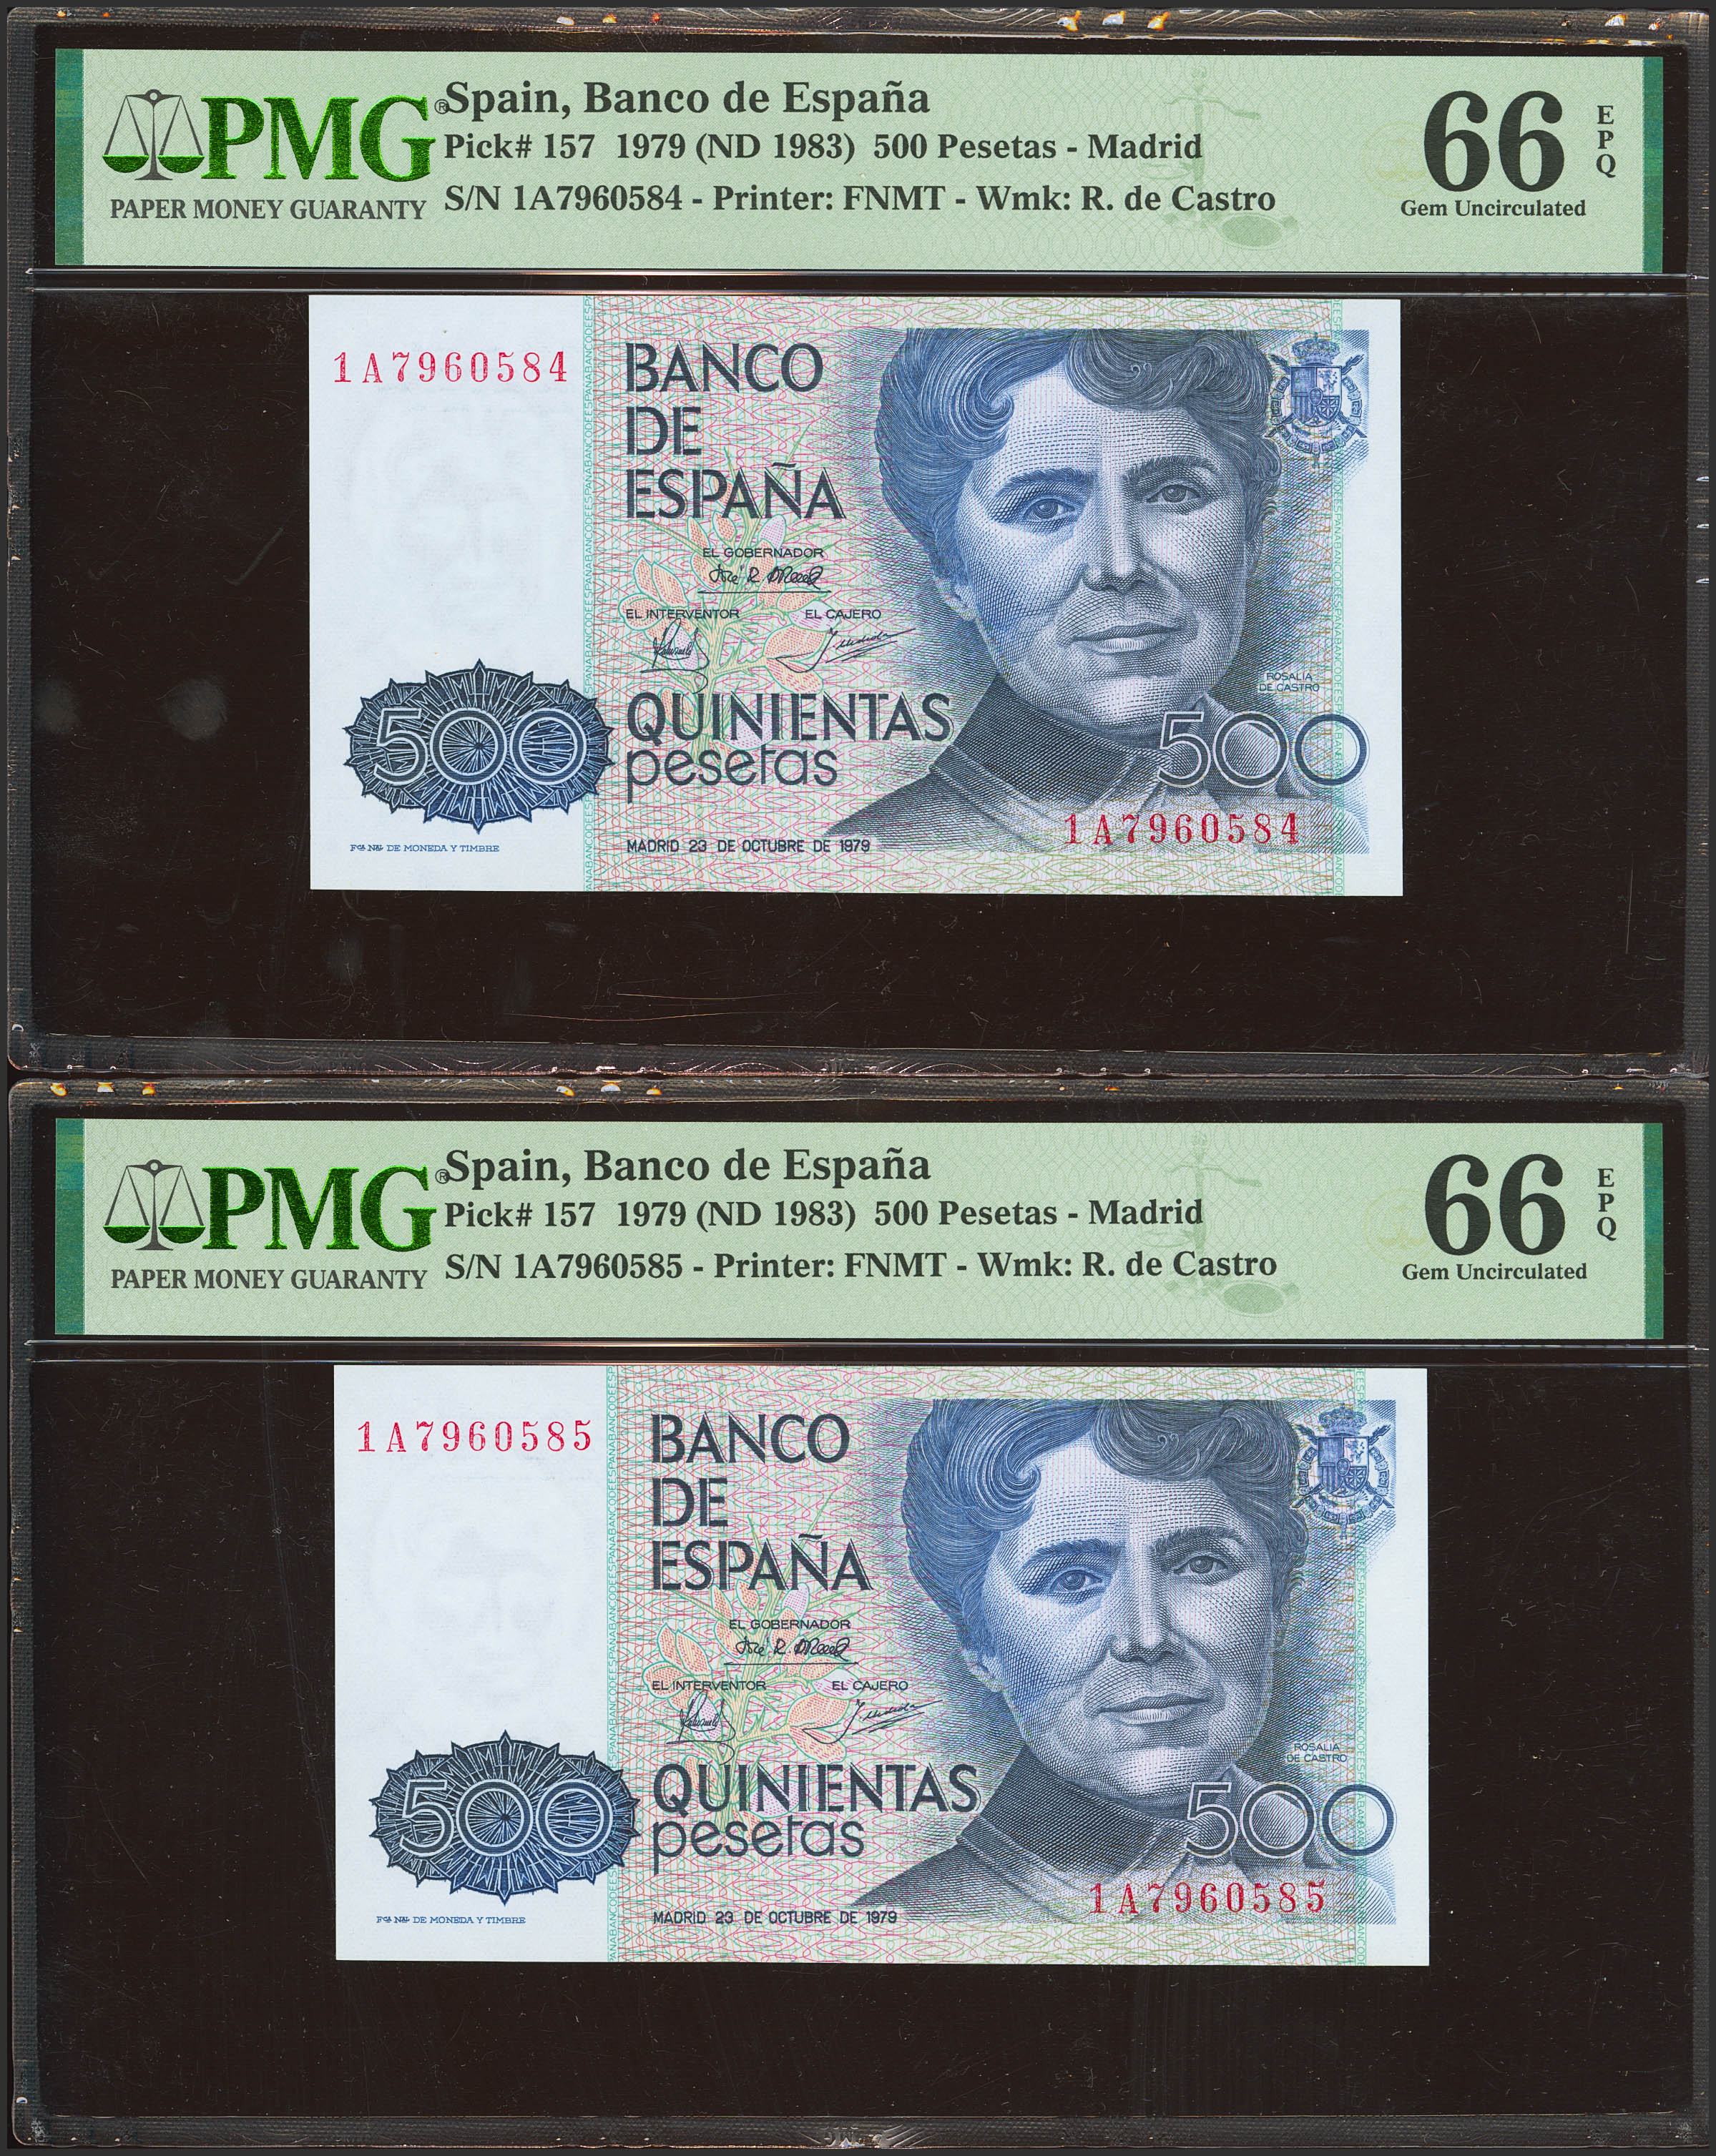 PMG®
PAPER MONEY GUARANTY
Spain, Banco de España
Pick# 157 1979 (ND 1983) 500 Pesetas - Madrid
S/N 1A7960584 - Printer: FNMT - Wmk: R. de Castro
66
EPQ
Gem Uncirculated
1A7960584
BANCO
DE
ESPAÑA
EL GOBERNADOR
EL INTERVENTOR EL CAJERO
ROSALIA
DE CASTRO
500
QUINIENTAS
pesetas
500
1A7960584
Fca Nal DE MONEDA Y TIMBRE
MADRID 23 DE OCTUBRE DE 1979
PMG®
PAPER MONEY GUARANTY
Spain, Banco de España
Pick# 157 1979 (ND 1983) 500 Pesetas - Madrid
S/N 1A7960585 - Printer: FNMT - Wmk: R. de Castro
66
EPQ
Gem Uncirculated
1A7960585
BANCO
DE
ESPAÑA
EL GOBERNADOR
EL INTERVENTOR EL CAJERO
ROSALIA
DE CASTRO
500
QUINIENTAS
pesetas
500
1A7960585
Fca Nal DE MONEDA Y TIMBRE
MADRID 23 DE OCTUBRE DE 1979